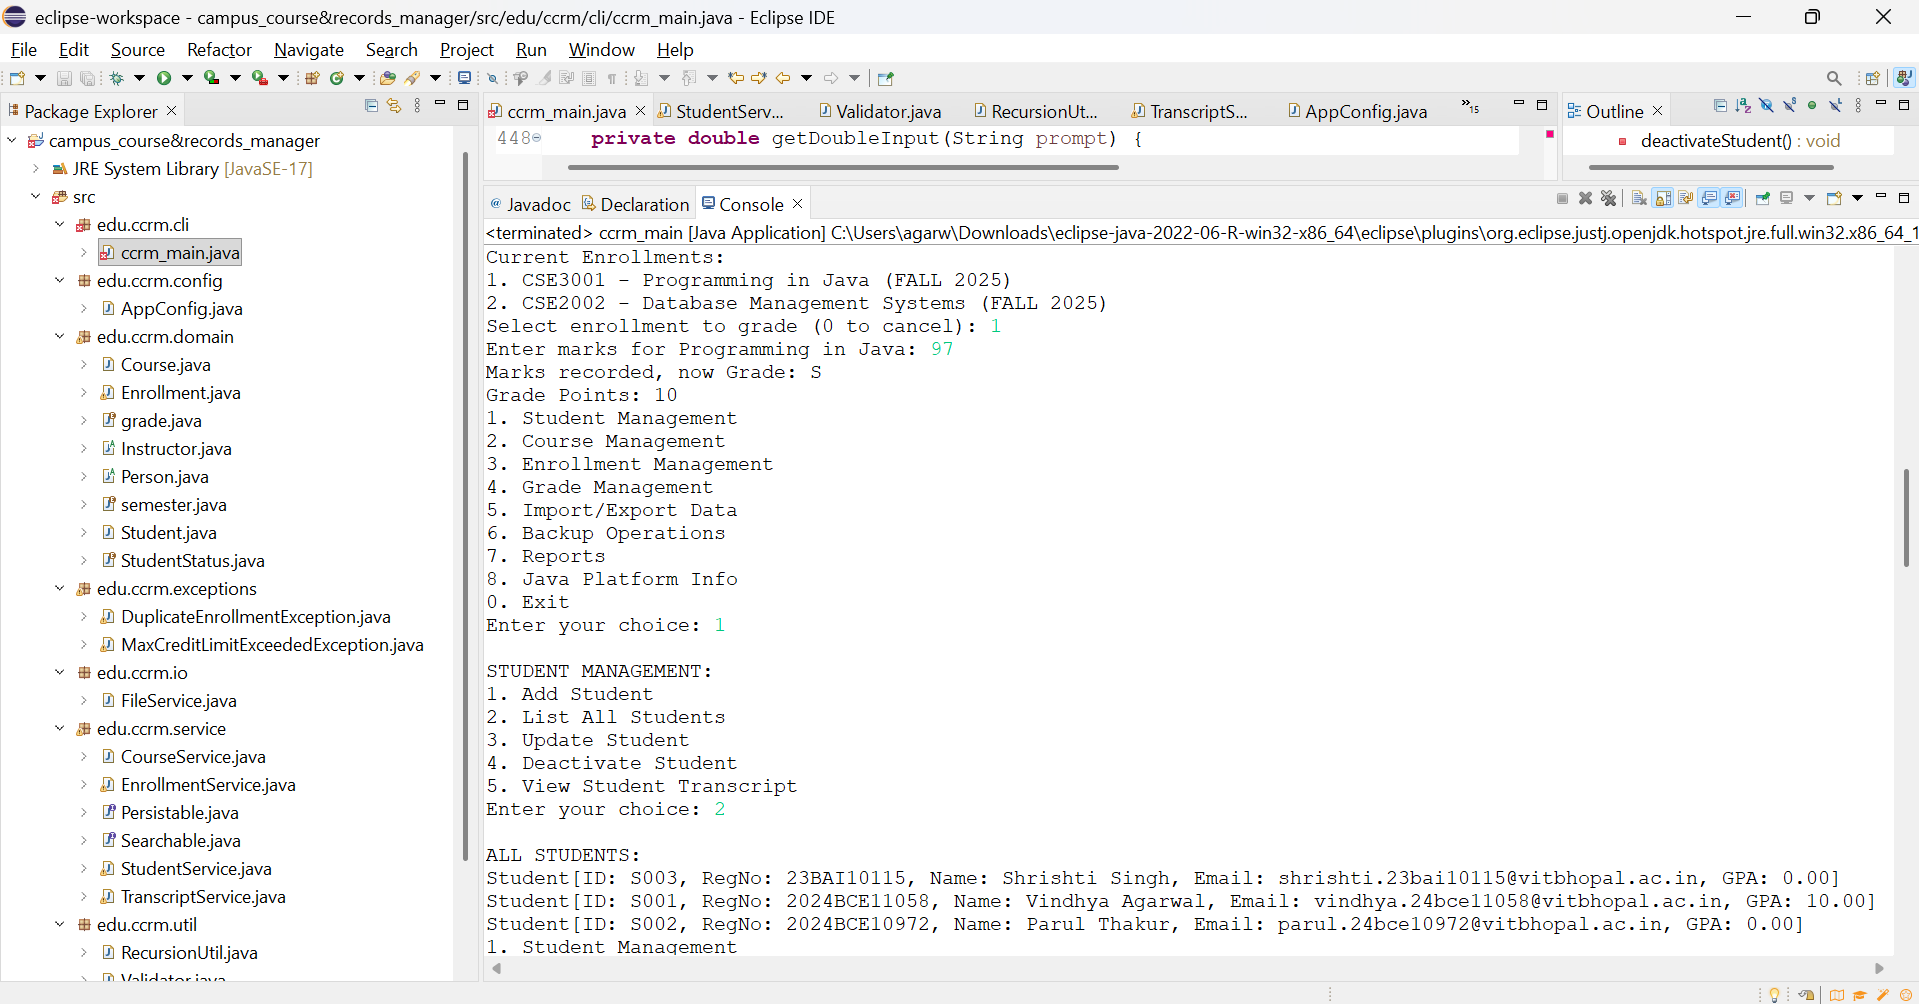 eclipse-workspace - campus_course&records_manager/src/edu/ccrm/cli/ccrm_main.java - Eclipse IDE
File Edit Source Refactor Navigate Search Project Run Window Help
Package Explorer
campus_course&records_manager
JRE System Library [JavaSE-17]
src
edu.ccrm.cli
ccrm_main.java
edu.ccrm.config
AppConfig.java
edu.ccrm.domain
Course.java
Enrollment.java
grade.java
Instructor.java
Person.java
semester.java
Student.java
StudentStatus.java
edu.ccrm.exceptions
DuplicateEnrollmentException.java
MaxCreditLimitExceededException.java
edu.ccrm.io
FileService.java
edu.ccrm.service
CourseService.java
EnrollmentService.java
Persistable.java
Searchable.java
StudentService.java
TranscriptService.java
edu.ccrm.util
RecursionUtil.java
Validator.java
ccrm_main.java StudentServ... Validator.java RecursionUt... TranscriptS... AppConfig.java »15
448 private double getDoubleInput(String prompt) {
Outline
deactivateStudent() : void
@ Javadoc Declaration Console
<terminated> ccrm_main [Java Application] C:\Users\agarw\Downloads\eclipse-java-2022-06-R-win32-x86_64\eclipse\plugins\org.eclipse.justj.openjdk.hotspot.jre.full.win32.x86_64_1
Current Enrollments:
1. CSE3001 - Programming in Java (FALL 2025)
2. CSE2002 - Database Management Systems (FALL 2025)
Select enrollment to grade (0 to cancel): 1
Enter marks for Programming in Java: 97
Marks recorded, now Grade: S
Grade Points: 10
1. Student Management
2. Course Management
3. Enrollment Management
4. Grade Management
5. Import/Export Data
6. Backup Operations
7. Reports
8. Java Platform Info
0. Exit
Enter your choice: 1
STUDENT MANAGEMENT:
1. Add Student
2. List All Students
3. Update Student
4. Deactivate Student
5. View Student Transcript
Enter your choice: 2
ALL STUDENTS:
Student[ID: S003, RegNo: 23BAI10115, Name: Shrishti Singh, Email: shrishti.23bai10115@vitbhopal.ac.in, GPA: 0.00]
Student[ID: S001, RegNo: 2024BCE11058, Name: Vindhya Agarwal, Email: vindhya.24bce11058@vitbhopal.ac.in, GPA: 10.00]
Student[ID: S002, RegNo: 2024BCE10972, Name: Parul Thakur, Email: parul.24bce10972@vitbhopal.ac.in, GPA: 0.00]
1. Student Management